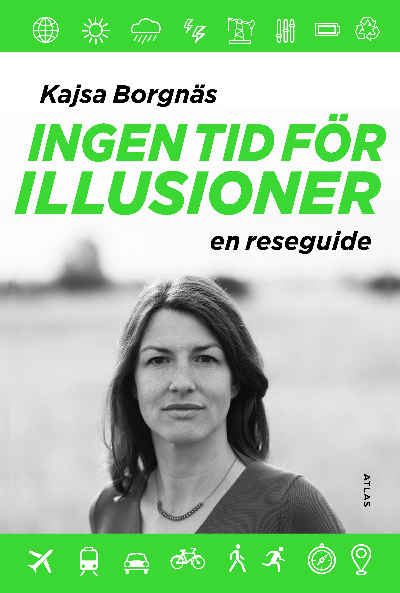 Kajsa Borgnäs
INGEN TID FÖR
ILLUSIONER
en reseguide
ATLAS